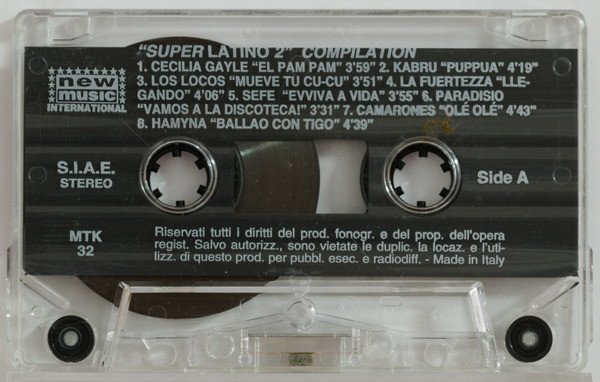 "SUPER LATINO 2" COMPILATION
1. CECILIA GAYLE "EL PAM PAM" 3'59" 2. KABRU "PUPPUA" 4'19"
3. LOS LOCOS "MUEVE TU CU-CU" 3'51" 4. LA FUERTEZZA "LLE-
GANDO" 4'06" 5. SEFE "EVVIVA A VIDA" 3'55" 6. PARADISIO
"VAMOS A LA DISCOTECA!" 3'31" 7. CAMARONES "OLÉ OLÉ" 4'43"
8. HAMYNA "BALLAO CON TIGO" 4'39"
new
music
INTERNATIONAL
S.I.A.E.
STEREO
Side A
MTK
32
Riservati tutti i diritti del prod. fonogr. e del prop. dell'opera
regist. Salvo autorizz., sono vietate le duplic. la locaz. e l'uti-
lizz. di questo prod. per pubbl. esec. e radiodiff. - Made in Italy